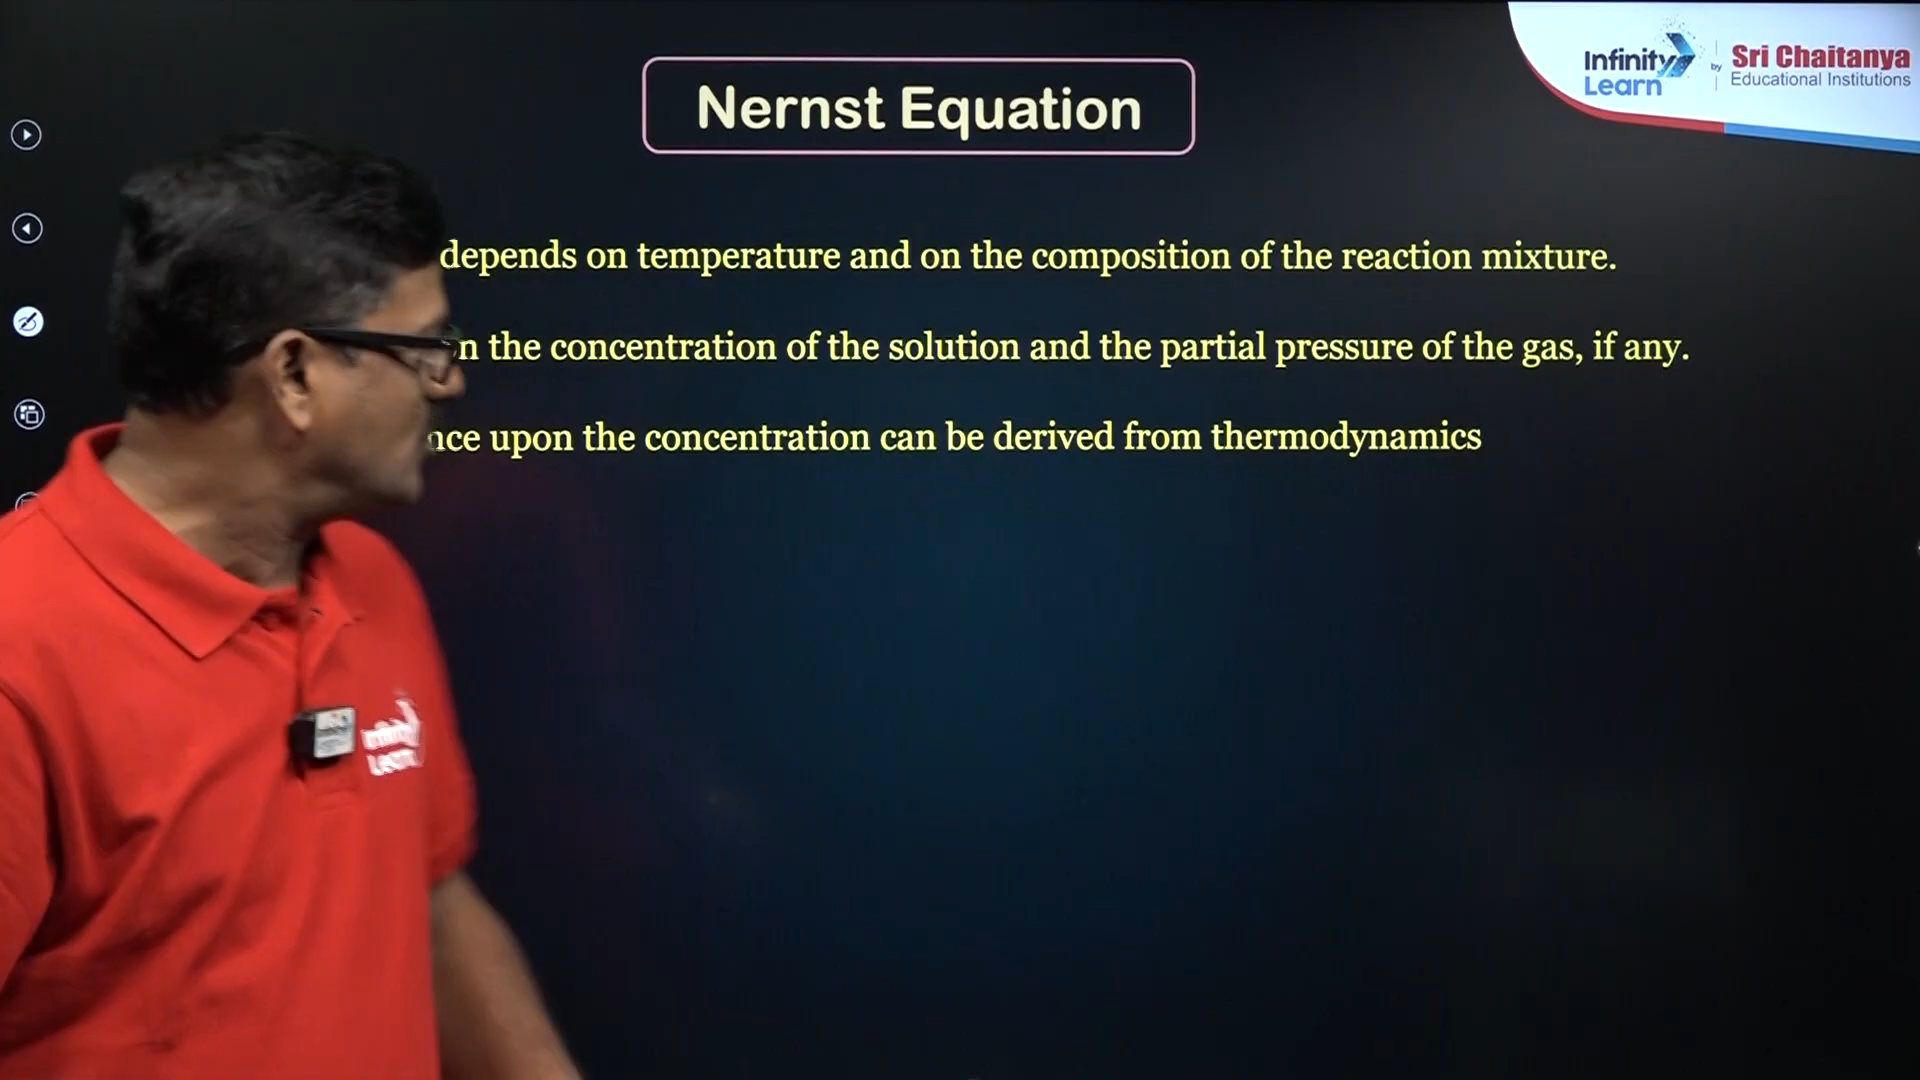 Infinity Learn by Sri Chaitanya Educational Institutions
Nernst Equation
depends on temperature and on the composition of the reaction mixture.
the concentration of the solution and the partial pressure of the gas, if any.
upon the concentration can be derived from thermodynamics
Infinity
Learn